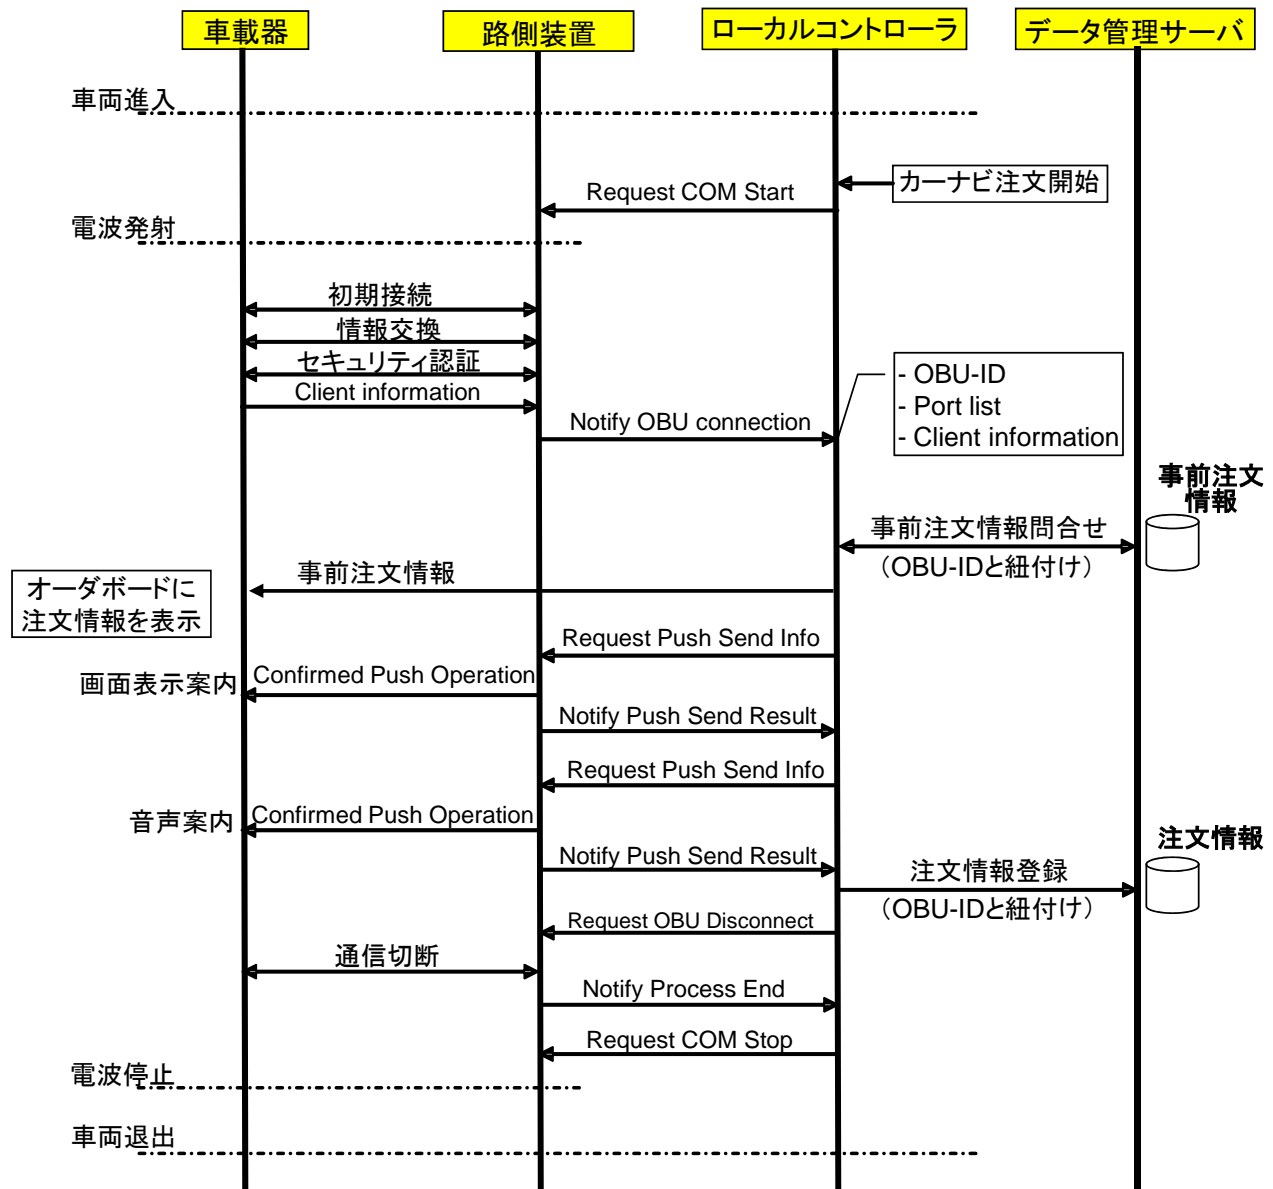 車載器
路側装置
ローカルコントローラ
データ管理サーバ
車両進入
カーナビ注文開始
Request COM Start
電波発射
初期接続
情報交換
セキュリティ認証
Client information
- OBU-ID
- Port list
- Client information
Notify OBU connection
事前注文
情報
事前注文情報問合せ
（OBU-IDと紐付け）
事前注文情報
オーダボードに
注文情報を表示
Request Push Send Info
画面表示案内
Confirmed Push Operation
Notify Push Send Result
Request Push Send Info
音声案内
Confirmed Push Operation
注文情報
Notify Push Send Result
注文情報登録
（OBU-IDと紐付け）
Request OBU Disconnect
通信切断
Notify Process End
Request COM Stop
電波停止
車両退出